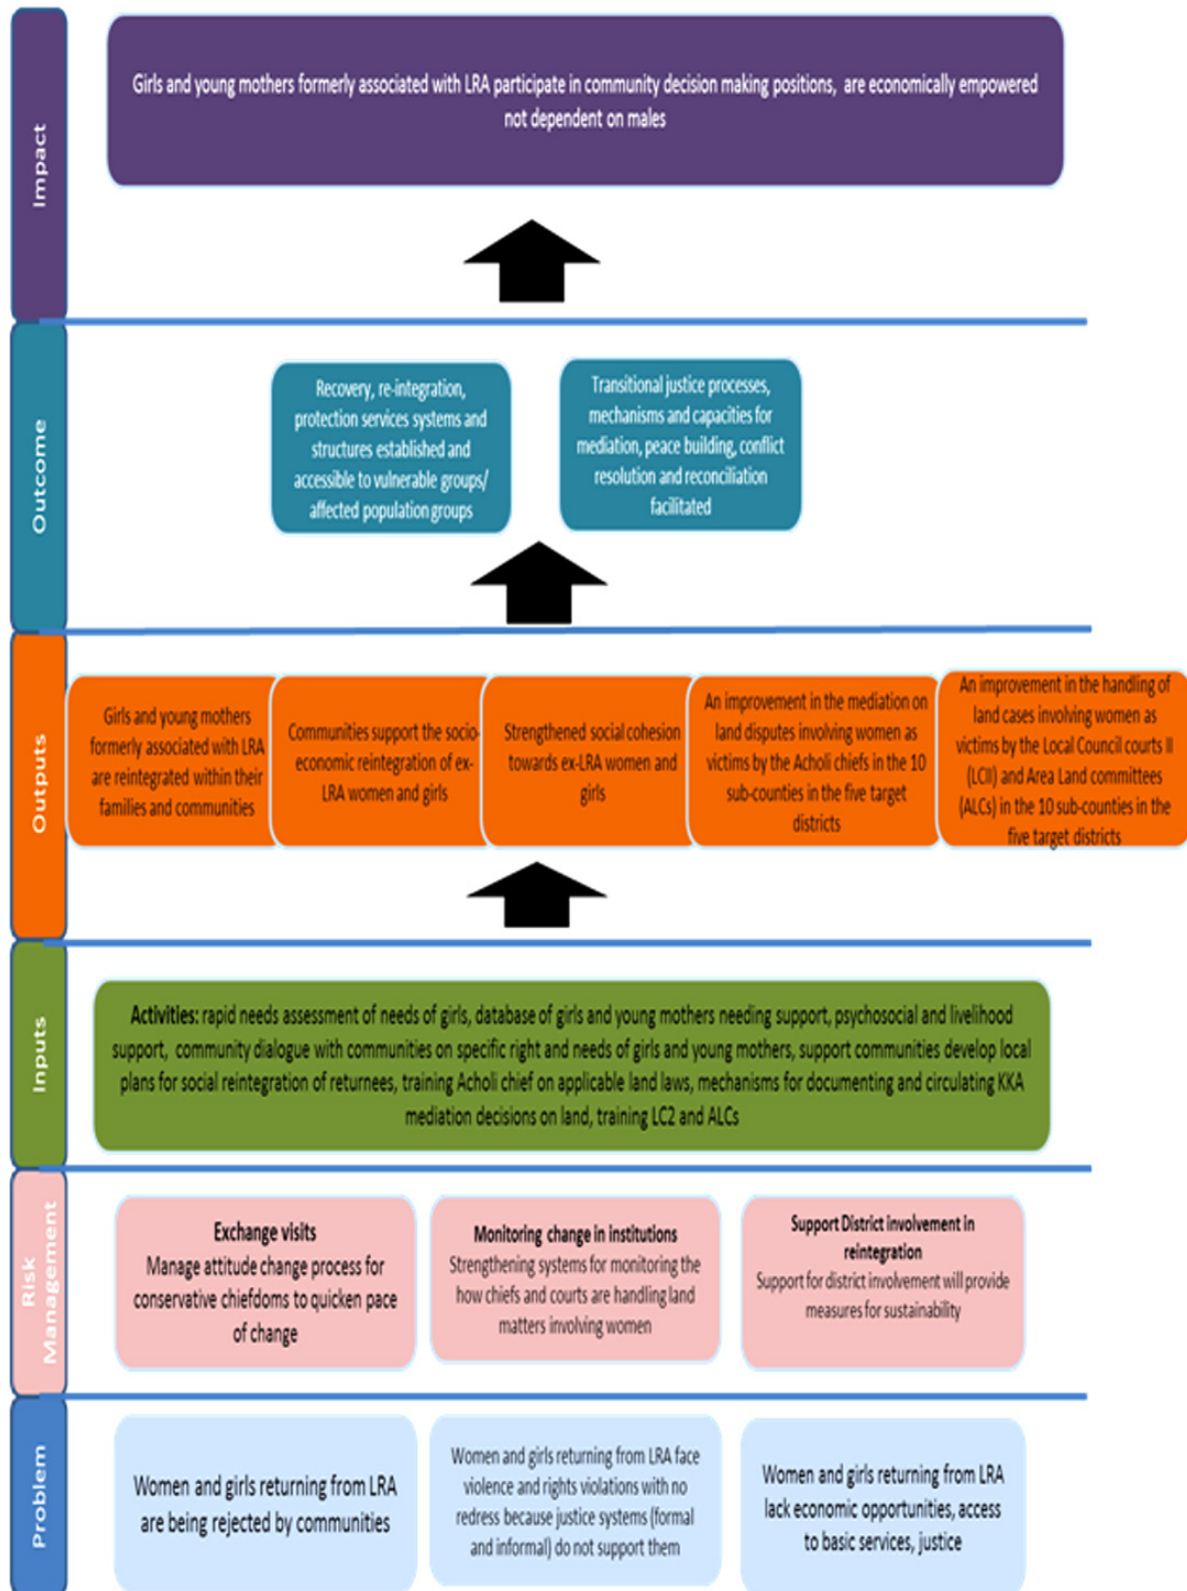 Impact
Girls and young mothers formerly associated with LRA participate in community decision making positions, are economically empowered
not dependent on males
Outcome
Recovery, re-integration,
protection services systems and
structures established and
accessible to vulnerable groups/
affected population groups
Transitional justice processes,
mechanisms and capacities for
mediation, peace building, conflict
resolution and reconciliation
facilitated
Outputs
Girls and young mothers
formerly associated with LRA
are reintegrated within their
families and communities
Communities support the socio-
economic reintegration of ex-
LRA women and girls
Strengthened social cohesion
towards ex-LRA women and
girls
An improvement in the mediation on
land disputes involving women as
victims by the Acholi chiefs in the 10
sub-counties in the five target
districts
An improvement in the handling of
land cases involving women as
victims by the Local Council courts II
(LCII) and Area Land committees
(ALCs) in the 10 sub-counties in the
five target districts
Inputs
Activities: rapid needs assessment of needs of girls, database of girls and young mothers needing support, psychosocial and livelihood
support, community dialogue with communities on specific right and needs of girls and young mothers, support communities develop local
plans for social reintegration of returnees, training Acholi chief on applicable land laws, mechanisms for documenting and circulating KKA
mediation decisions on land, training LC2 and ALCs
Risk
Management
Exchange visits
Manage attitude change process for
conservative chiefdoms to quicken pace
of change
Monitoring change in institutions
Strengthening systems for monitoring the
how chiefs and courts are handling land
matters involving women
Support District involvement in
reintegration
Support for district involvement will provide
measures for sustainability
Problem
Women and girls returning from LRA
are being rejected by communities
Women and girls returning from LRA face
violence and rights violations with no
redress because justice systems (formal
and informal) do not support them
Women and girls returning from LRA
lack economic opportunities, access
to basic services, justice